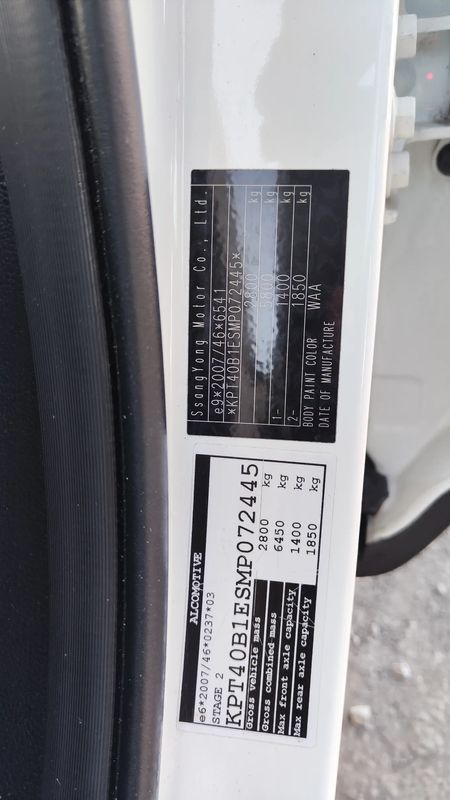 SsangYong Motor Co., Ltd.
e9*2007/46*6541
*KPT40B1ESMP072445*
2800 kg
5800 kg
1- 1400 kg
2- 1850 kg
BODY PAINT COLOR WAA
DATE OF MANUFACTURE
ALCOMOTIVE
e6*2007/46*0237*03
STAGE 2
KPT40B1ESMP072445
Gross vehicle mass 2800 kg
Gross combined mass 6450 kg
Max front axle capacity 1400 kg
Max rear axle capacity 1850 kg